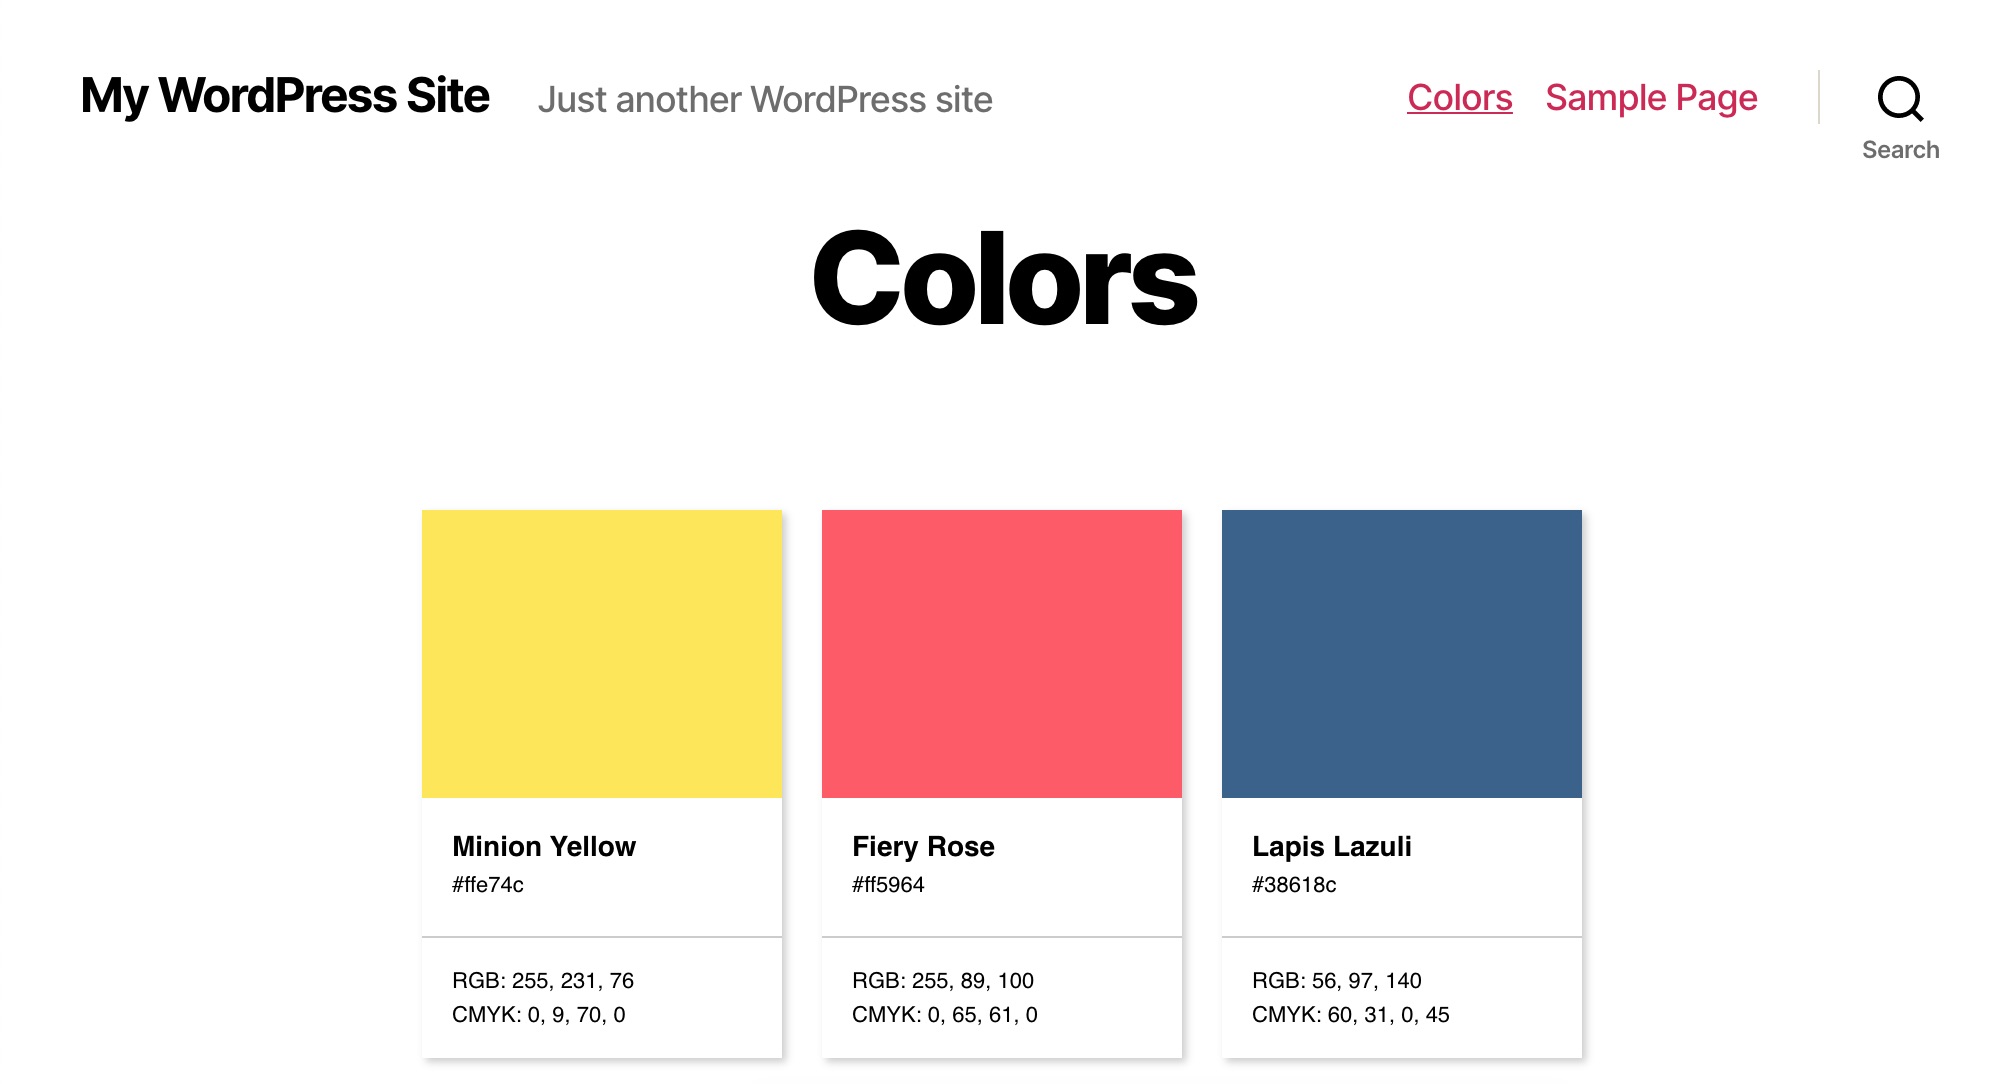 My WordPress Site
Just another WordPress site
Colors
Sample Page
Search
Colors
Minion Yellow
#ffe74c
RGB: 255, 231, 76
CMYK: 0, 9, 70, 0
Fiery Rose
#ff5964
RGB: 255, 89, 100
CMYK: 0, 65, 61, 0
Lapis Lazuli
#38618c
RGB: 56, 97, 140
CMYK: 60, 31, 0, 45